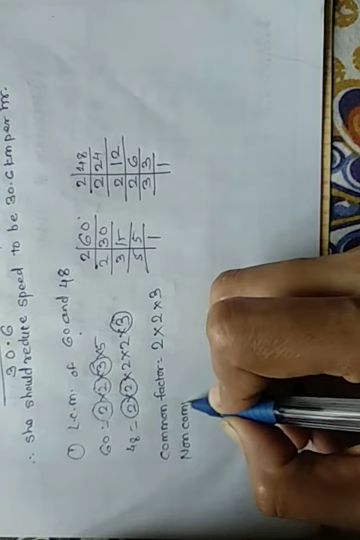 30.6
∴ she should reduce speed to be 30.6 km per hr.
① L.C.M. of 60 and 48
60 = 2×2×3×5
48 = 2×2×2×2×3
2|60
2|30
3|15
5|5
1
2|48
2|24
2|12
2|6
3|3
1
Common factor = 2×2×3
Non com